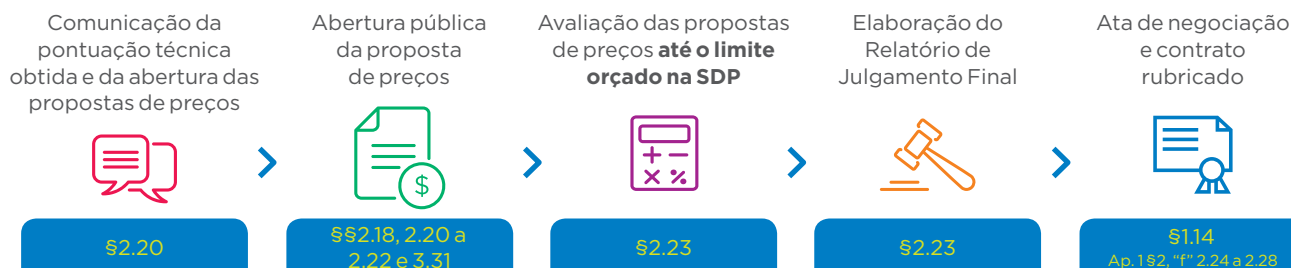 Comunicação da
pontuação técnica
obtida e da abertura das
propostas de preços
Abertura pública
da proposta
de preços
Avaliação das propostas
de preços até o limite
orçado na SDP
Elaboração do
Relatório de
Julgamento Final
Ata de negociação
e contrato
rubricado
$
§2.20
§§2.18, 2.20 a
2.22 e 3.31
§2.23
§2.23
§1.14
Ap. 1 §2, "f" 2.24 a 2.28